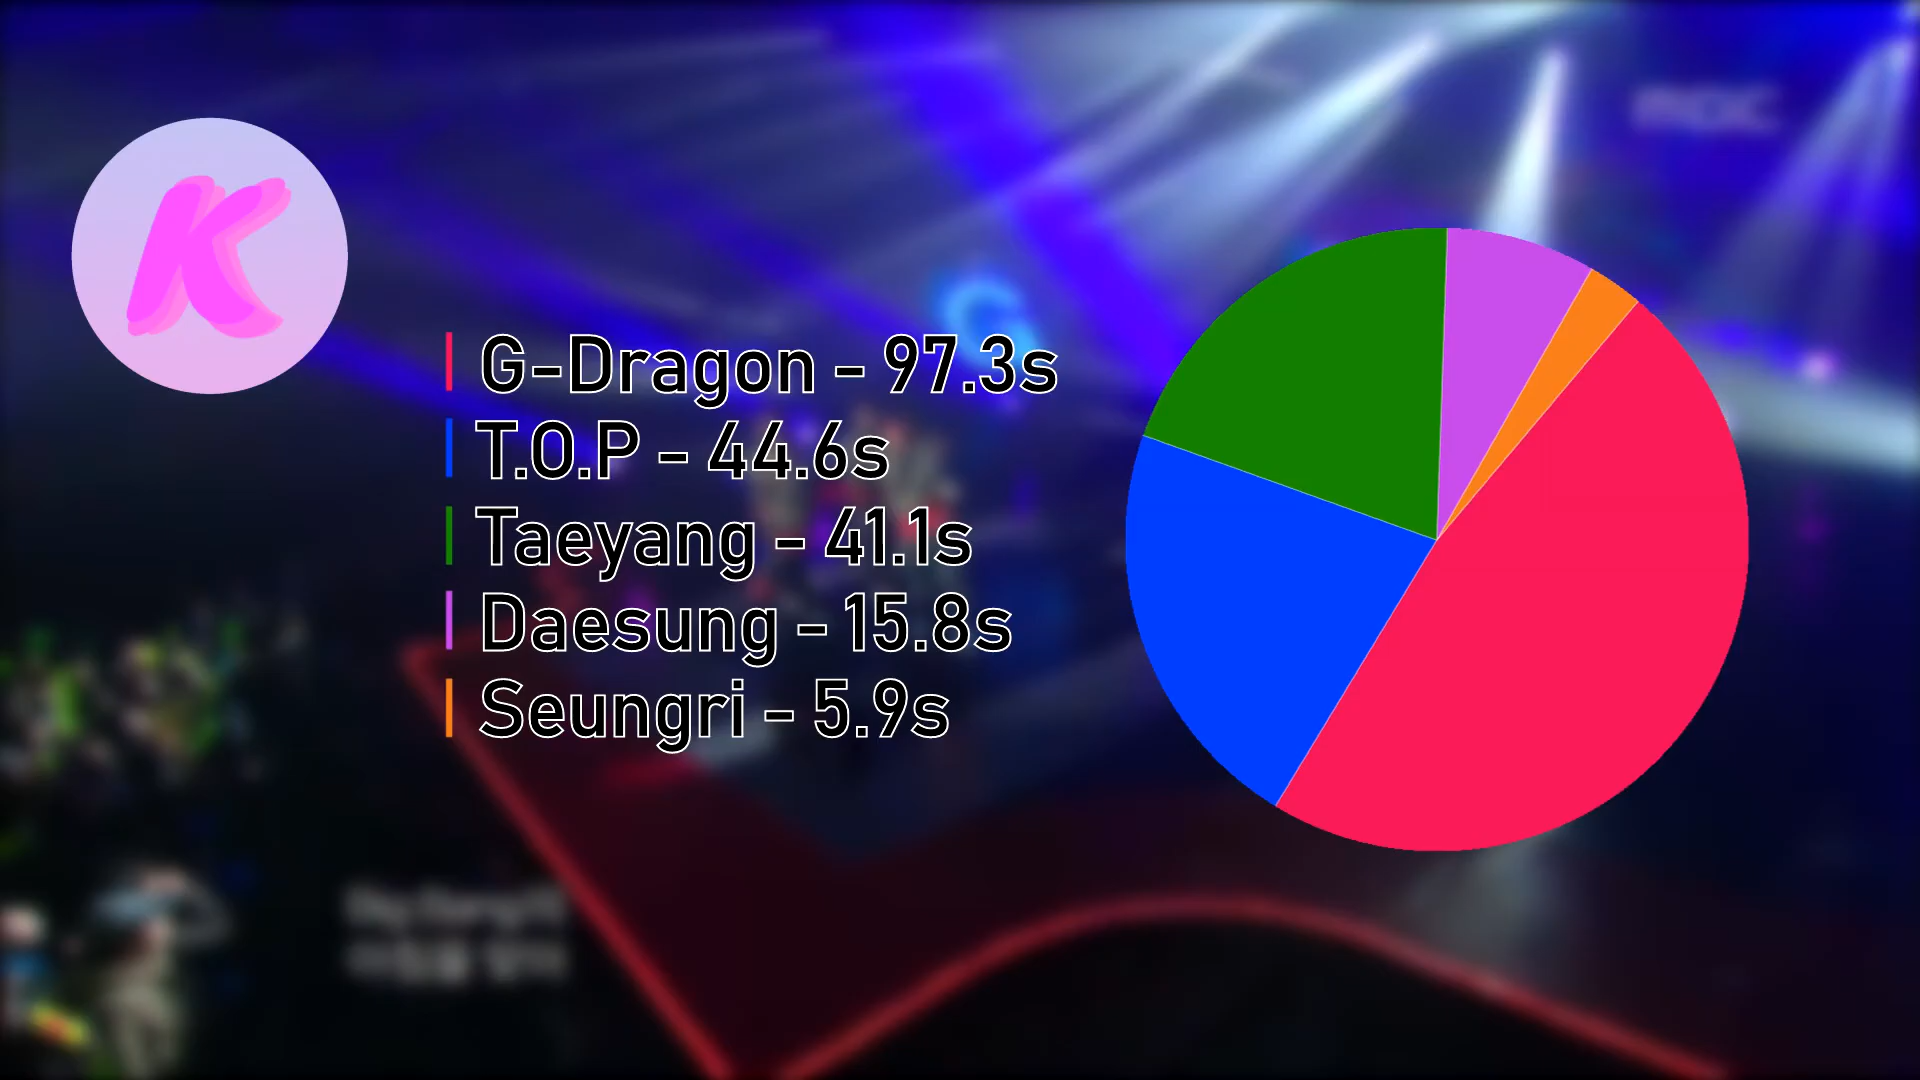 K
G-Dragon - 97.3s
T.O.P - 44.6s
Taeyang - 41.1s
Daesung - 15.8s
Seungri - 5.9s